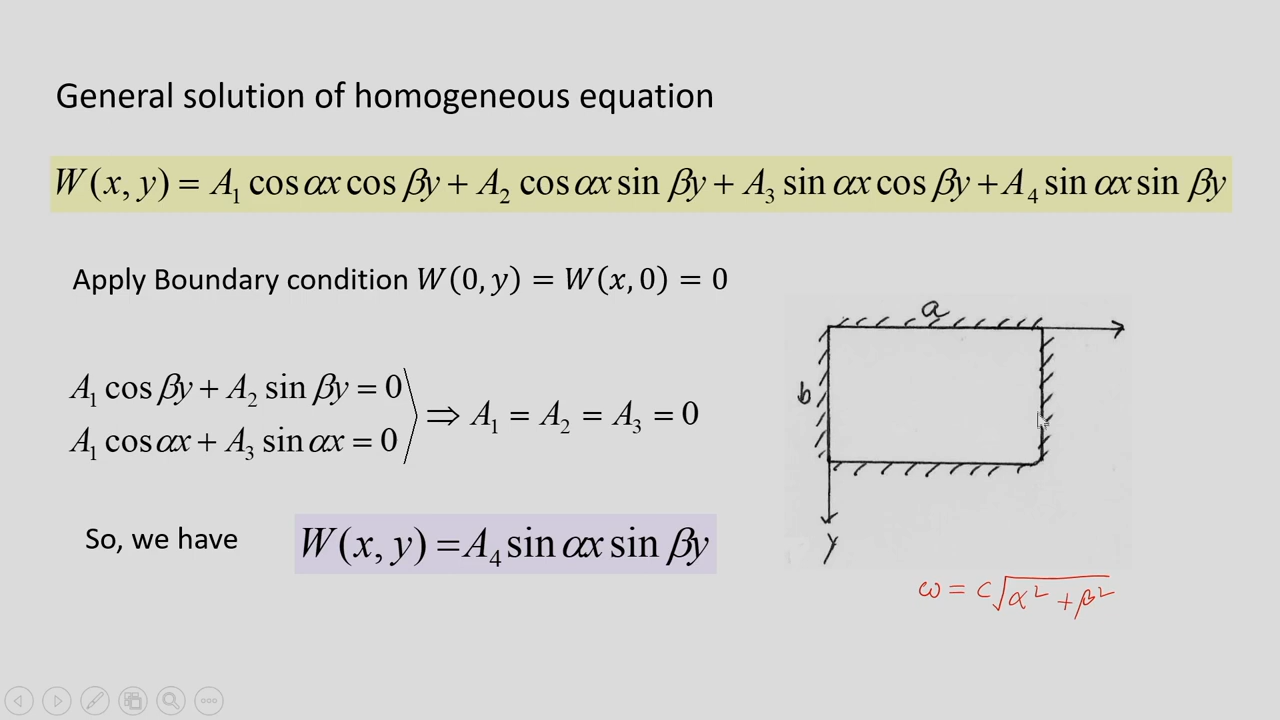 General solution of homogeneous equation
W(x, y) = A₁ cos αx cos βy + A₂ cos αx sin βy + A₃ sin αx cos βy + A₄ sin αx sin βy
Apply Boundary condition W(0, y) = W(x, 0) = 0
a
b
y
A₁ cos βy + A₂ sin βy = 0
A₁ cos αx + A₃ sin αx = 0
⇒ A₁ = A₂ = A₃ = 0
So, we have W(x, y) = A₄ sin αx sin βy
ω = c√(α² + β²)